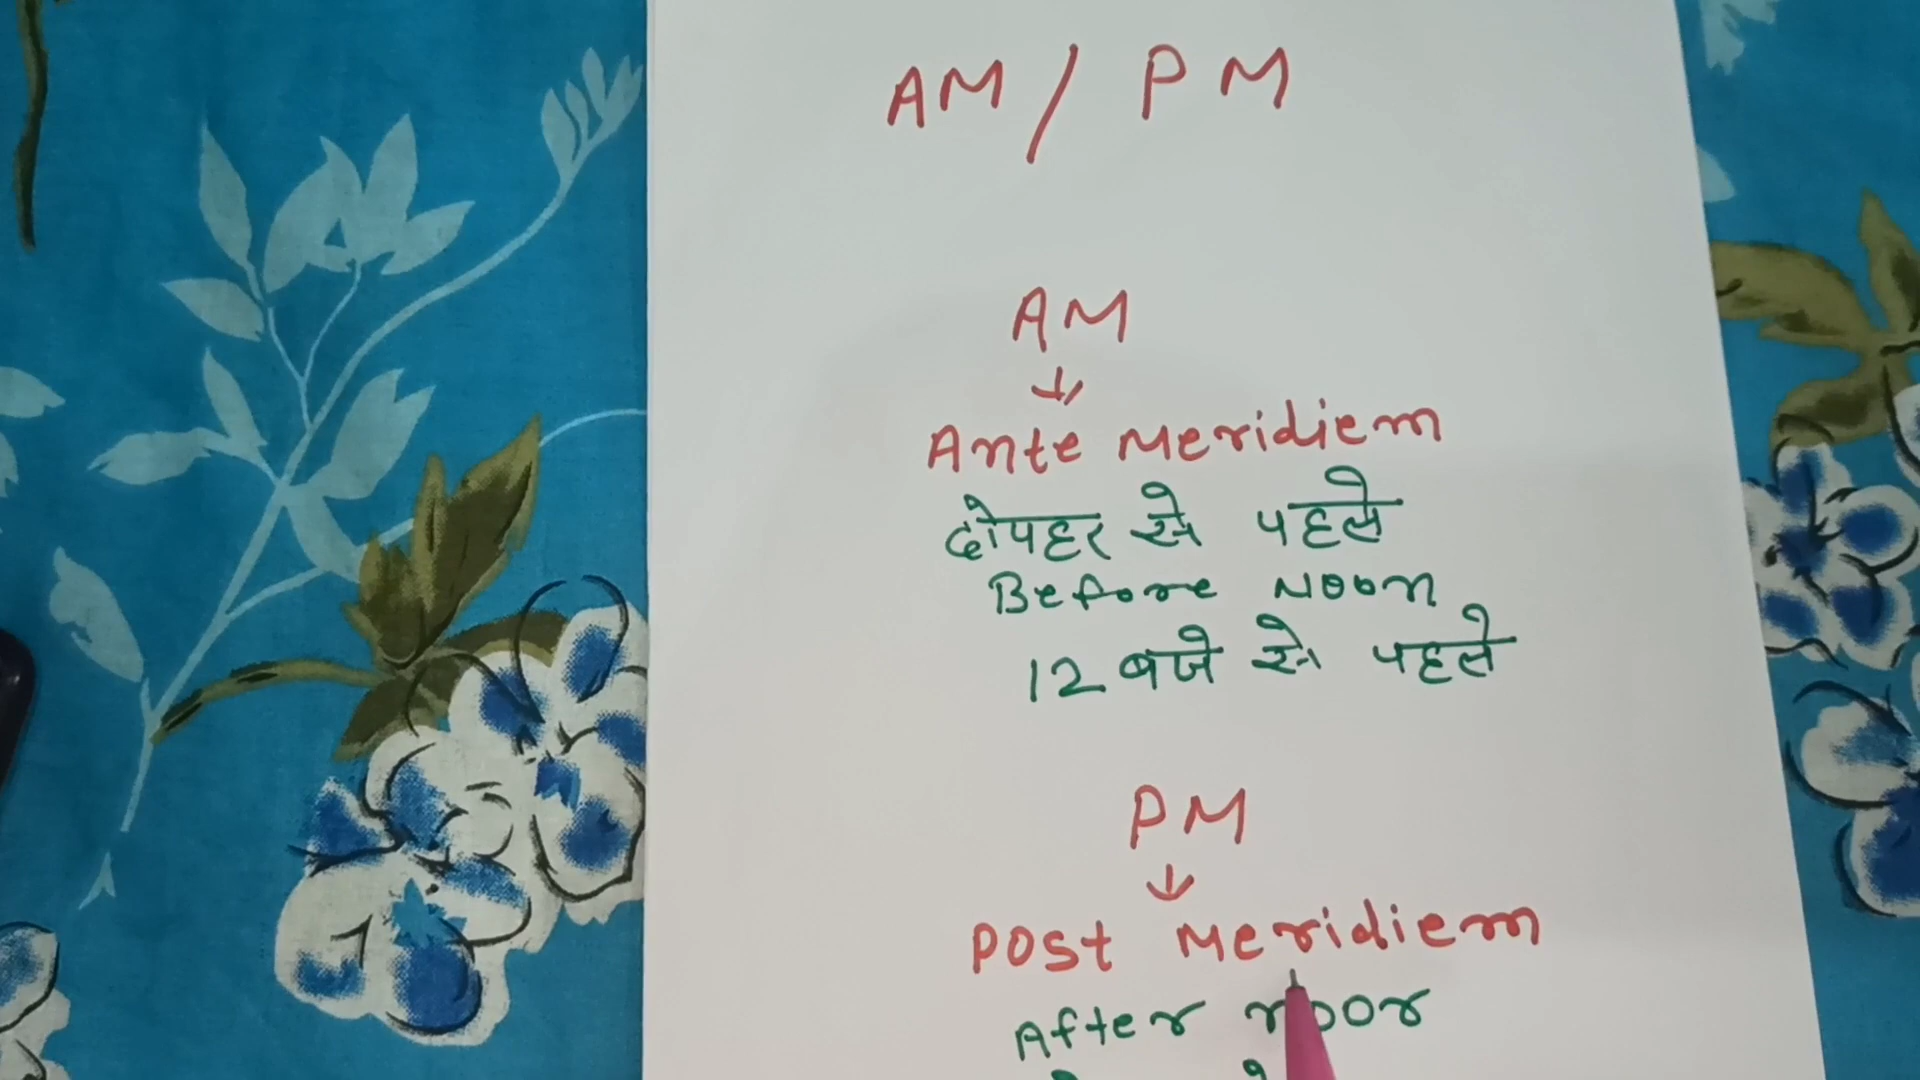 AM / PM
AM
Ante Meridiem
दोपहर से पहले
Before Noon
12 बजे से पहले
PM
Post Meridiem
After